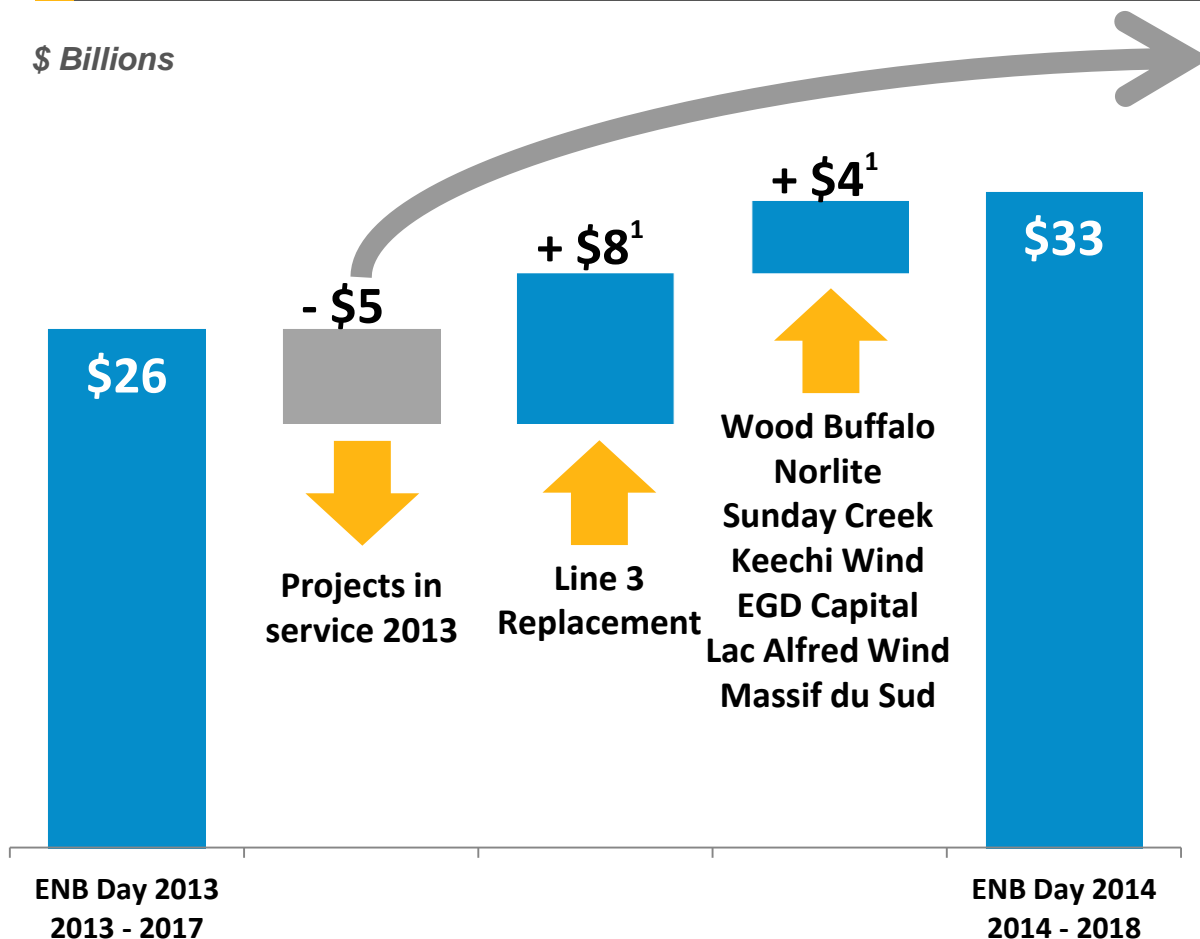 $ Billions
$26
- $5
Projects in
service 2013
+ $8¹
Line 3
Replacement
+ $4¹
Wood Buffalo
Norlite
Sunday Creek
Keechi Wind
EGD Capital
Lac Alfred Wind
Massif du Sud
$33
ENB Day 2013
2013 - 2017
ENB Day 2014
2014 - 2018